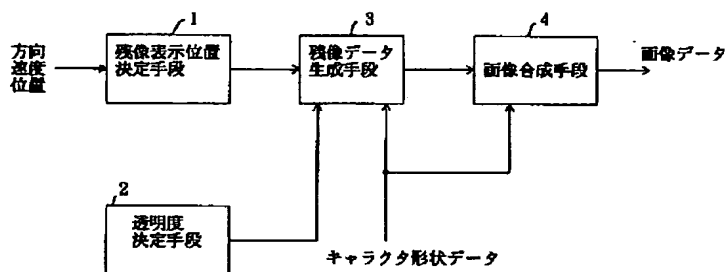 1
3
4
方向
速度
位置
残像表示位置
決定手段
残像データ
生成手段
画像合成手段
画像データ
2
透明度
決定手段
キャラクタ形状データ